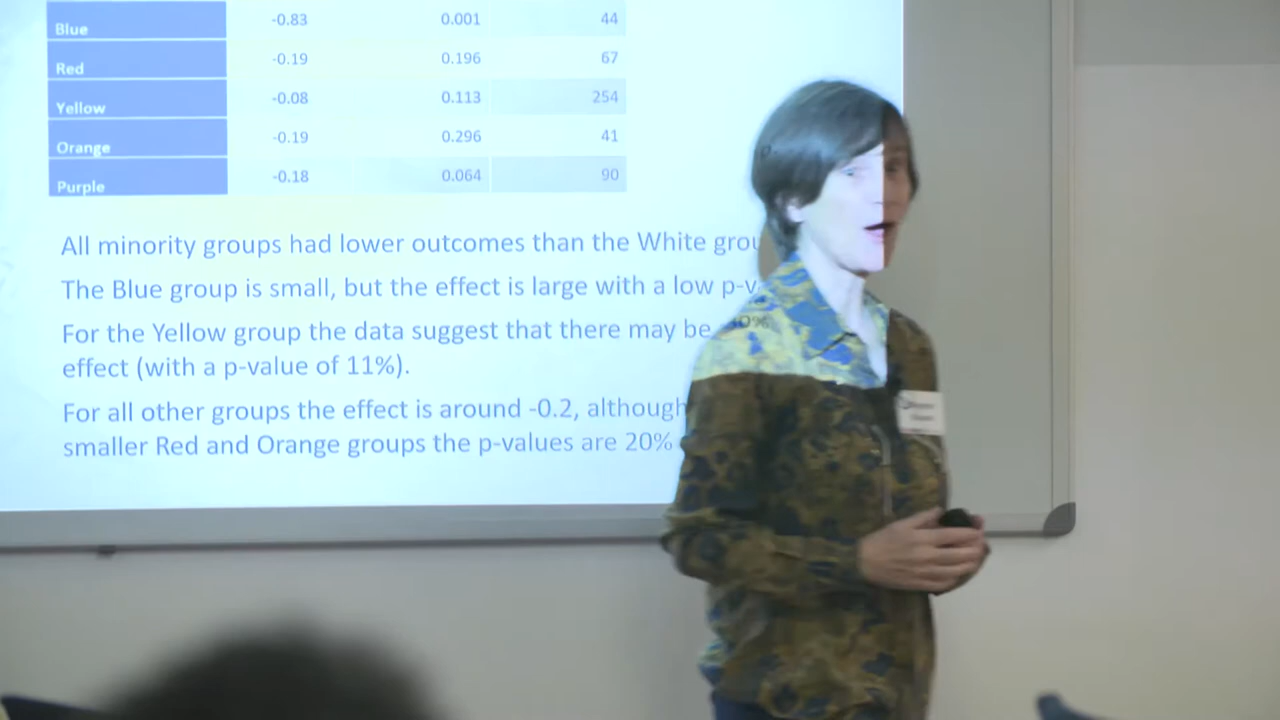 Blue -0.83 0.001 44
Red -0.19 0.196 67
Yellow -0.08 0.113 254
Orange -0.19 0.296 41
Purple -0.18 0.064 90
All minority groups had lower outcomes than the White grou
The Blue group is small, but the effect is large with a low p-v
For the Yellow group the data suggest that there may be
effect (with a p-value of 11%).
For all other groups the effect is around -0.2, although
smaller Red and Orange groups the p-values are 20% 30%